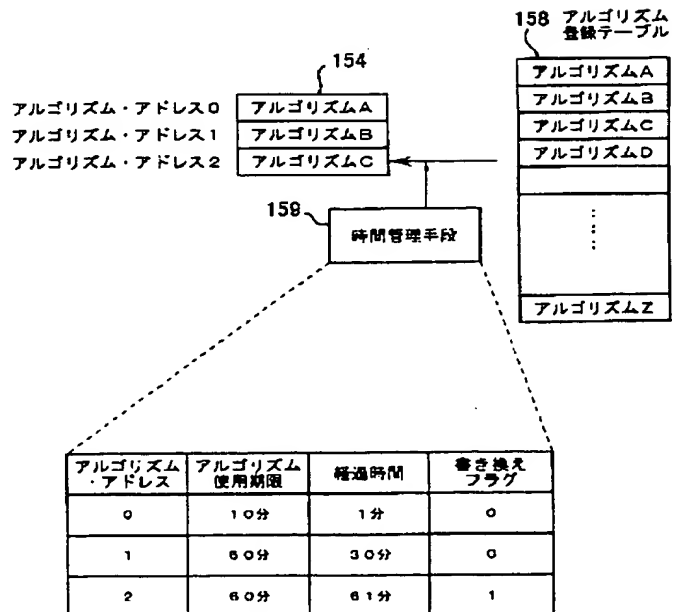 158 アルゴリズム
登録テーブル
アルゴリズムA
アルゴリズムB
アルゴリズムC
アルゴリズムD
アルゴリズムZ
154
アルゴリズム・アドレス0 アルゴリズムA
アルゴリズム・アドレス1 アルゴリズムB
アルゴリズム・アドレス2 アルゴリズムC
159
時間管理手段
アルゴリズム
・アドレス
アルゴリズム
使用期限
経過時間
書き換え
フラグ
0 10分 1分 0
1 60分 30分 0
2 60分 61分 1